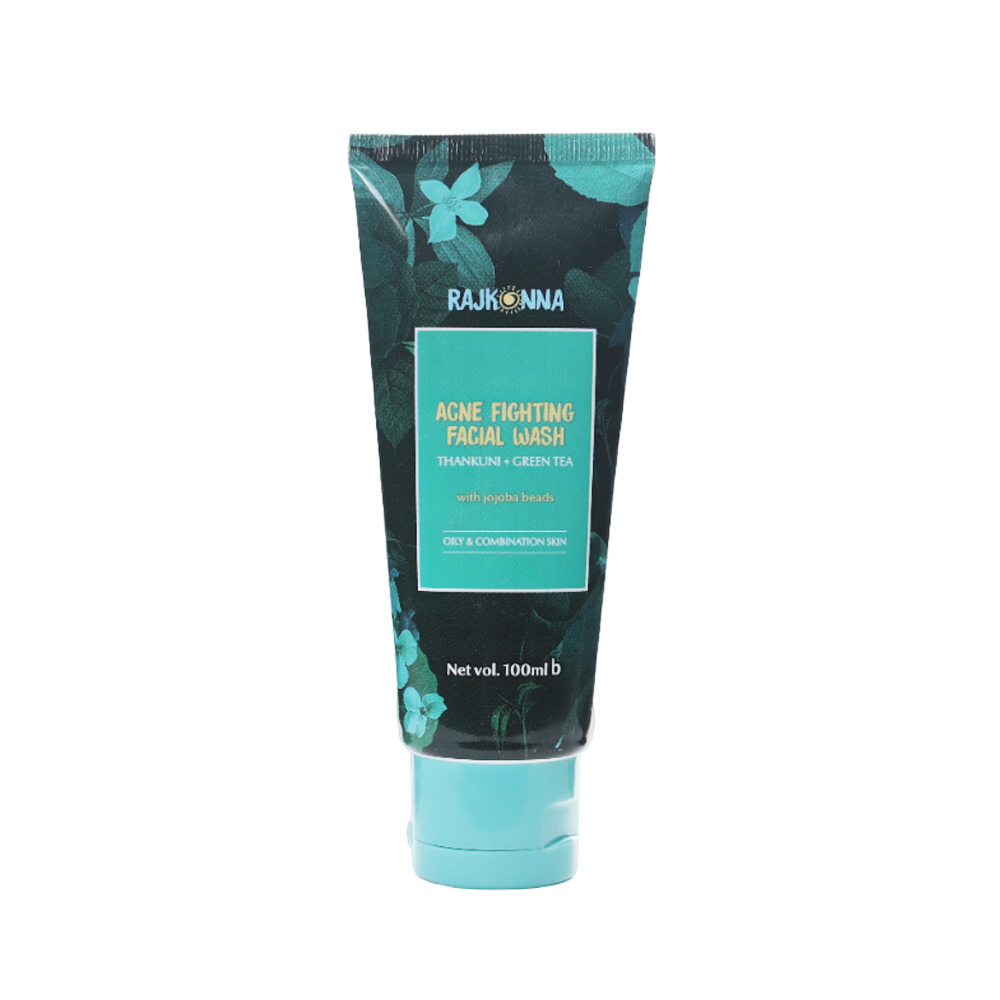 RAJKONNA
ACNE FIGHTING
FACIAL WASH
THANKUNI + GREEN TEA
with jojoba beads
OILY & COMBINATION SKIN
Net vol. 100ml b